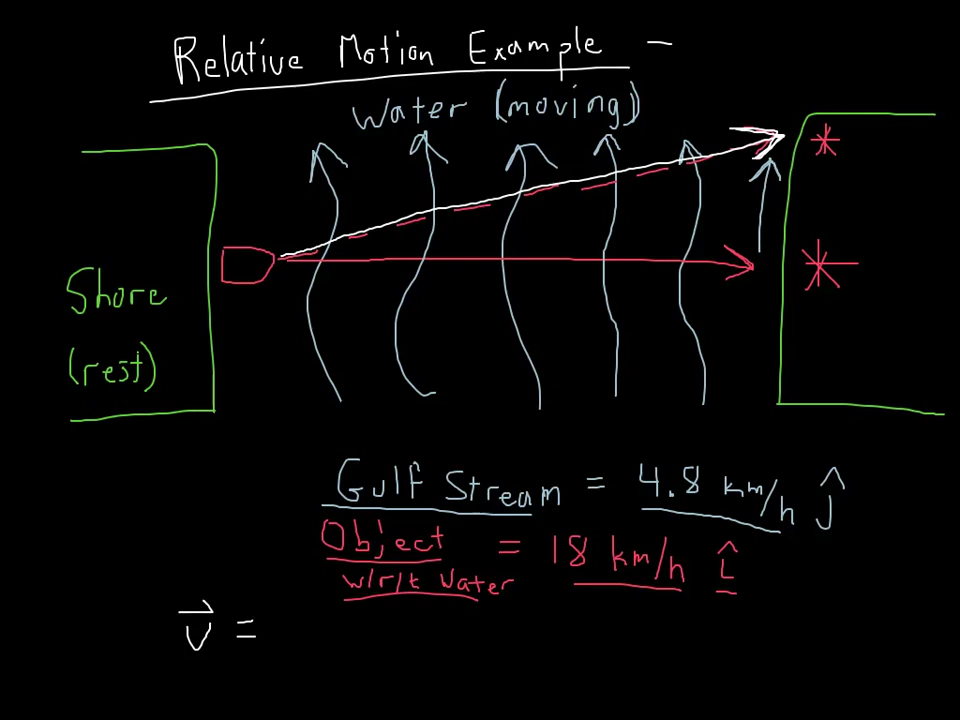 Relative Motion Example -
Water (moving)
Shore
(rest)
Gulf Stream = 4.8 km/h ĵ
Object = 18 km/h î
w/r/t Water
v⃗ =